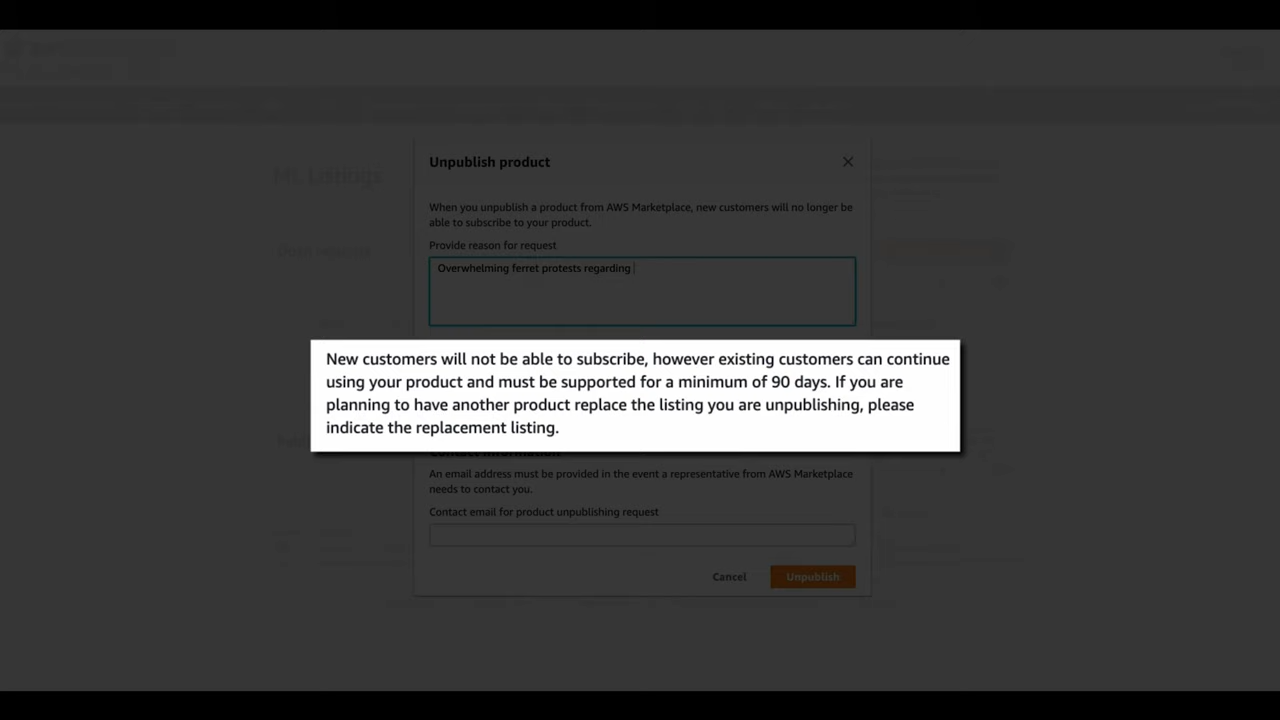 ML Listings
Unpublish product
When you unpublish a product from AWS Marketplace, new customers will no longer be
able to subscribe to your product.
Provide reason for request
Overwhelming ferret protests regarding
New customers will not be able to subscribe, however existing customers can continue
using your product and must be supported for a minimum of 90 days. If you are
planning to have another product replace the listing you are unpublishing, please
indicate the replacement listing.
Contact information
An email address must be provided in the event a representative from AWS Marketplace
needs to contact you.
Contact email for product unpublishing request
Cancel
Unpublish